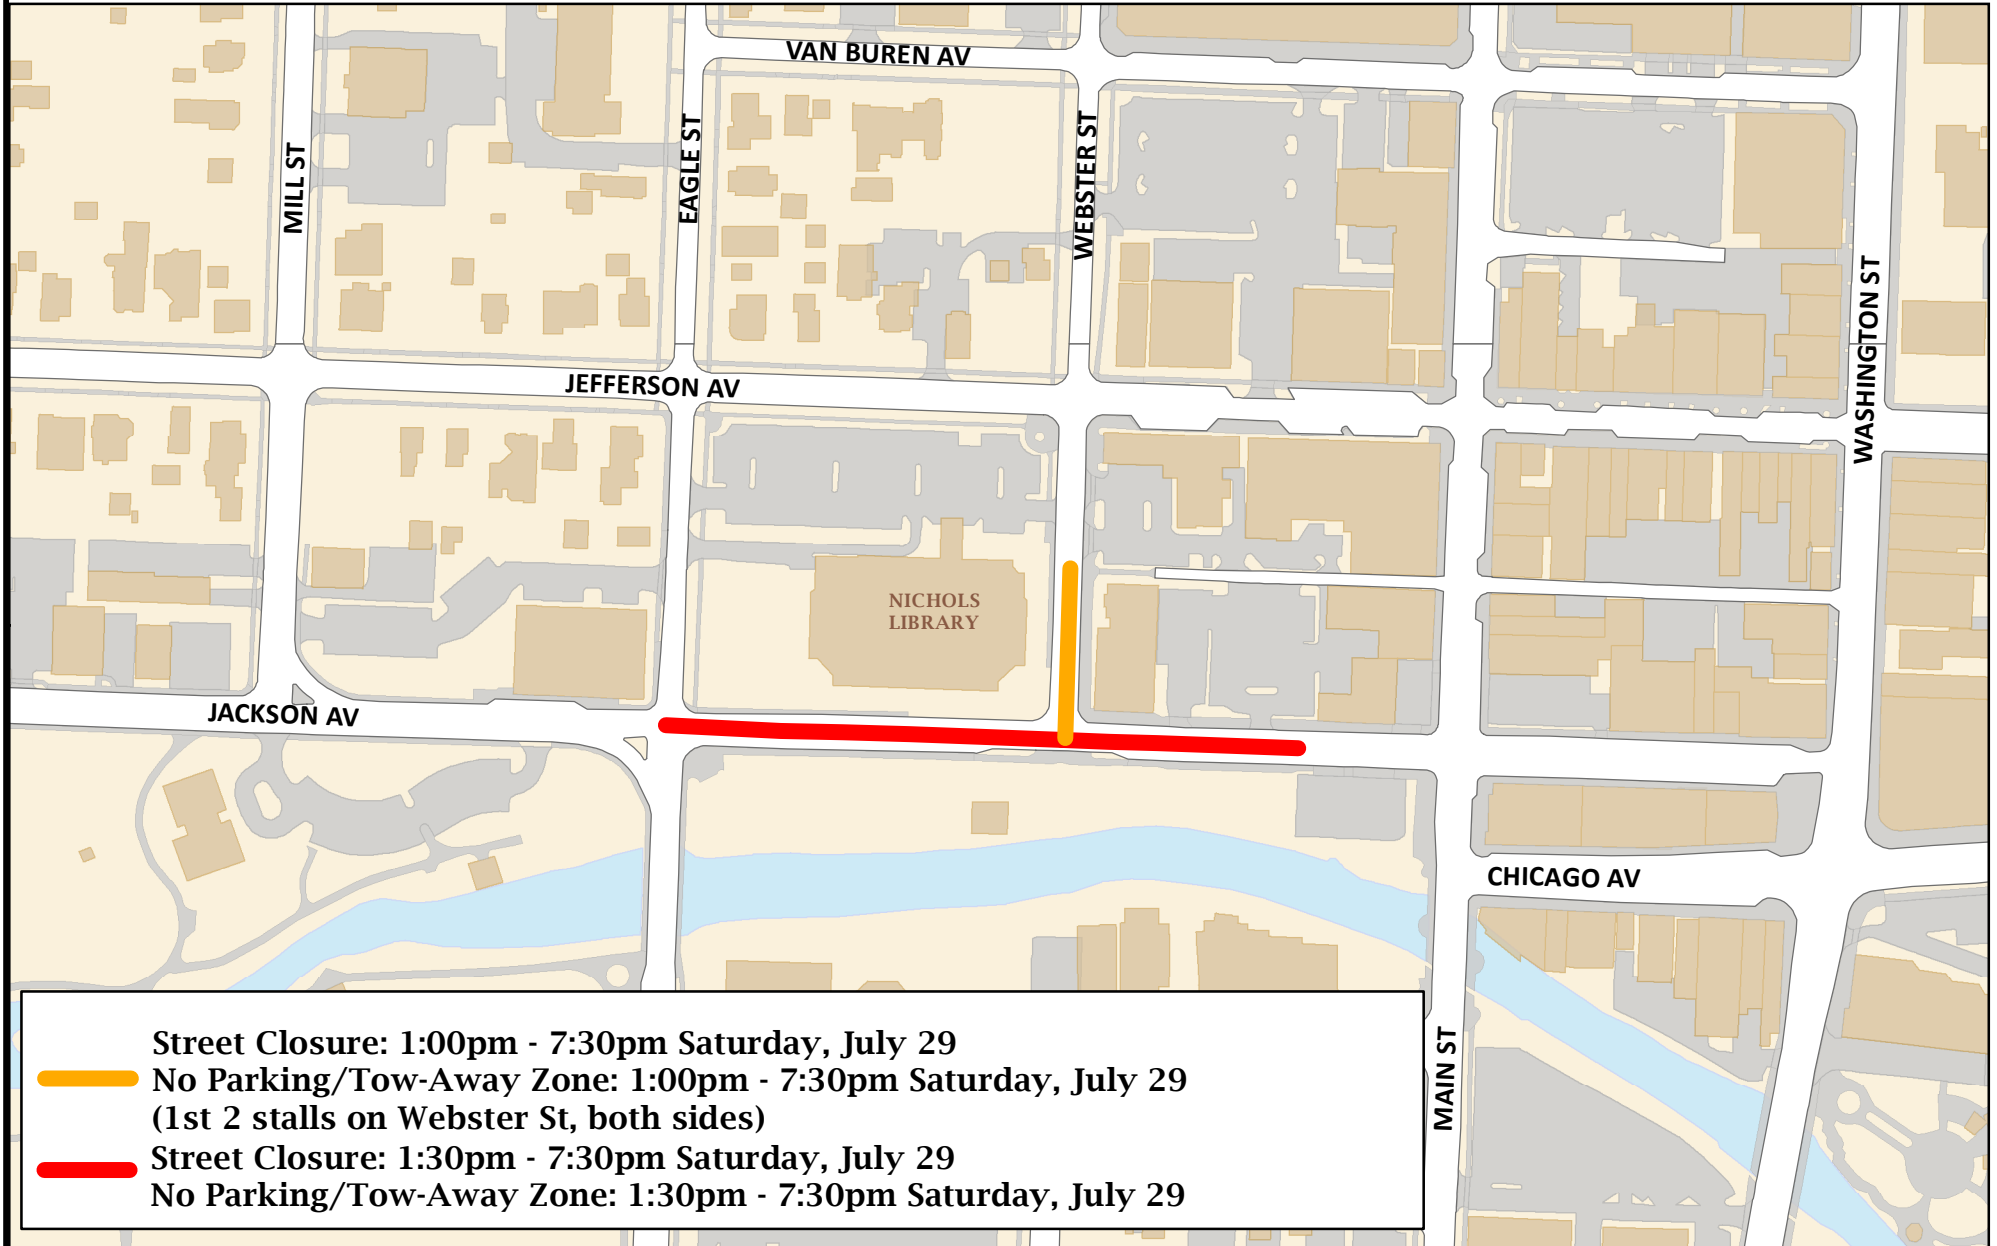 VAN BUREN AV
MILL ST
EAGLE ST
WEBSTER ST
WASHINGTON ST
JEFFERSON AV
NICHOLS
LIBRARY
JACKSON AV
CHICAGO AV
MAIN ST
Street Closure: 1:00pm - 7:30pm Saturday, July 29
No Parking/Tow-Away Zone: 1:00pm - 7:30pm Saturday, July 29
(1st 2 stalls on Webster St, both sides)
Street Closure: 1:30pm - 7:30pm Saturday, July 29
No Parking/Tow-Away Zone: 1:30pm - 7:30pm Saturday, July 29